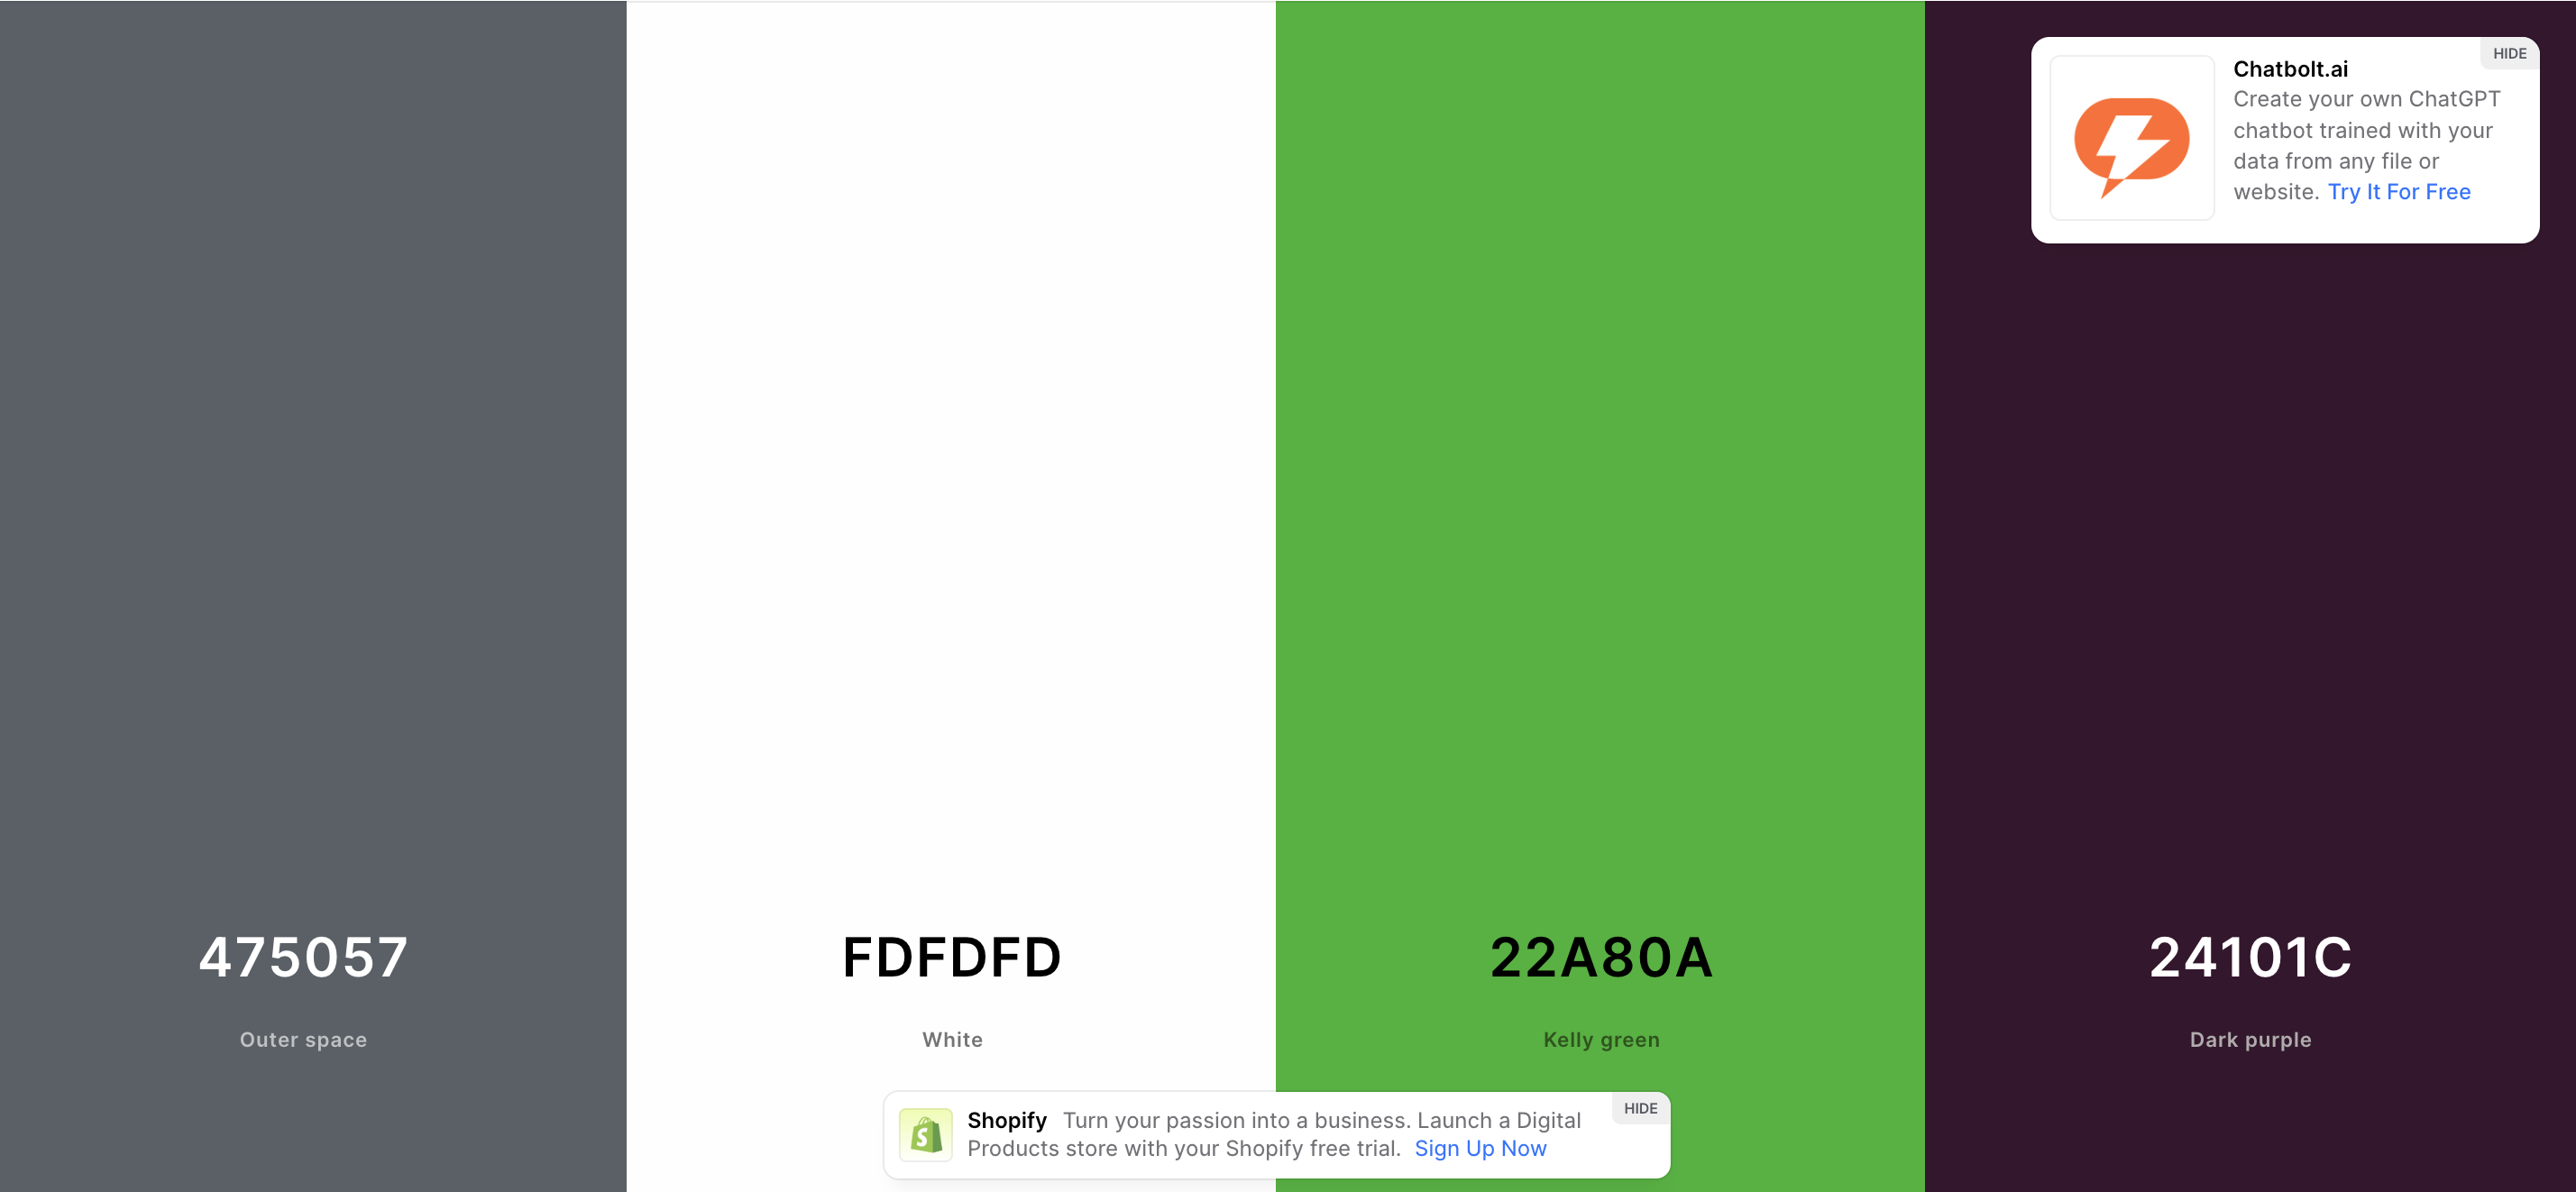 HIDE
Chatbolt.ai
Create your own ChatGPT
chatbot trained with your
data from any file or
website. Try It For Free
475057
FDFDFD
22A80A
24101C
Outer space
White
Kelly green
Dark purple
HIDE
Shopify Turn your passion into a business. Launch a Digital
Products store with your Shopify free trial. Sign Up Now